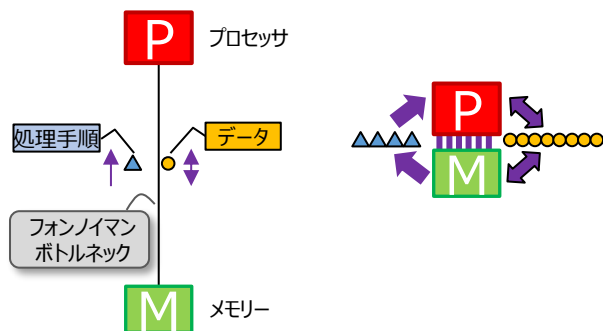 P
プロセッサ
処理手順
データ
フォンノイマン
ボトルネック
M
メモリー
P
M